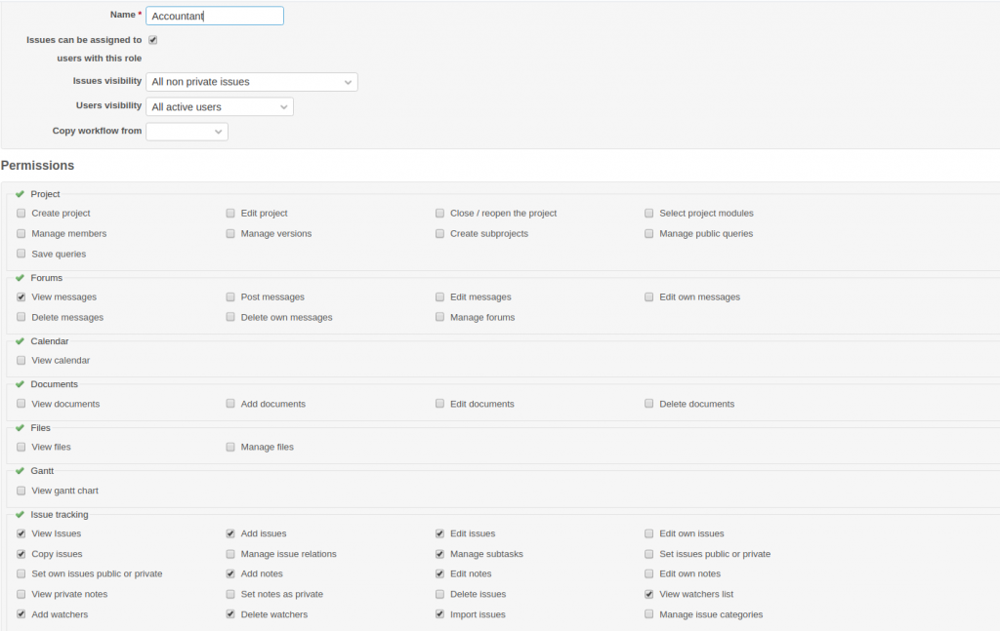 Name *
Accountant
Issues can be assigned to
users with this role
Issues visibility
All non private issues
Users visibility
All active users
Copy workflow from
Permissions
Project
Create project Edit project Close / reopen the project Select project modules
Manage members Manage versions Create subprojects Manage public queries
Save queries
Forums
View messages Post messages Edit messages Edit own messages
Delete messages Delete own messages Manage forums
Calendar
View calendar
Documents
View documents Add documents Edit documents Delete documents
Files
View files Manage files
Gantt
View gantt chart
Issue tracking
View Issues Add issues Edit issues Edit own issues
Copy issues Manage issue relations Manage subtasks Set issues public or private
Set own issues public or private Add notes Edit notes Edit own notes
View private notes Set notes as private Delete issues View watchers list
Add watchers Delete watchers Import issues Manage issue categories